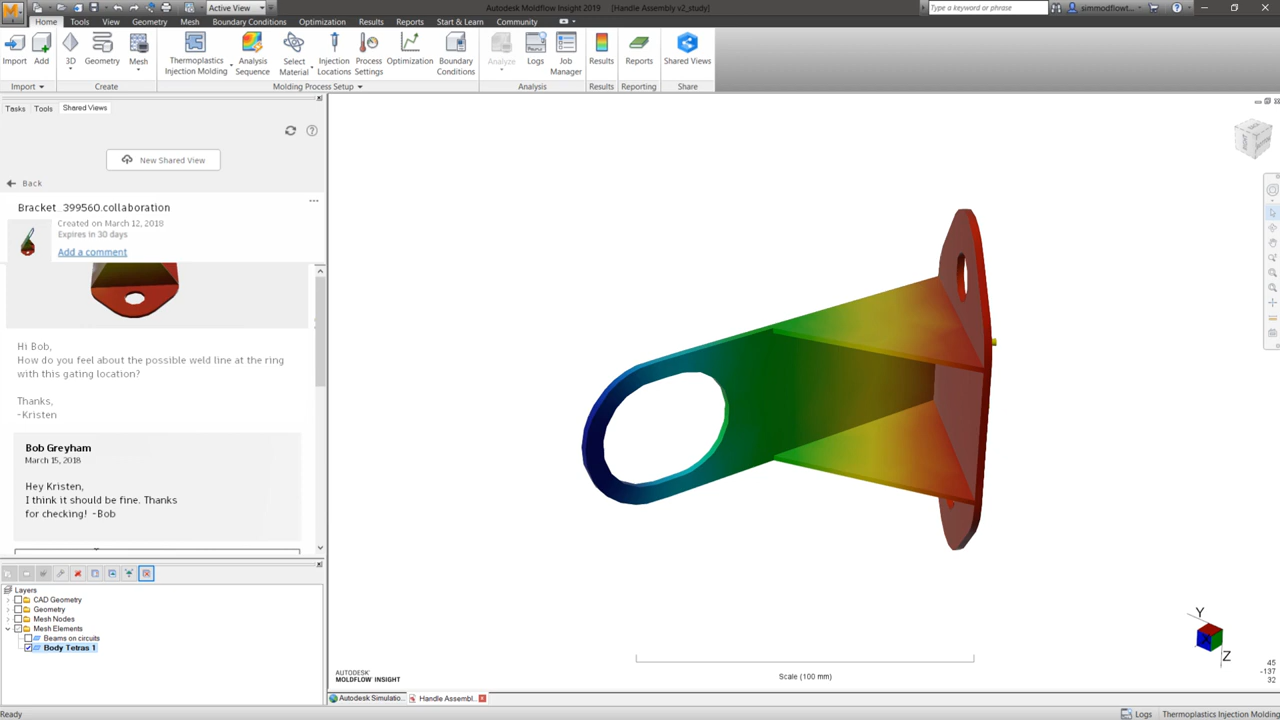 Active View
Autodesk Moldflow Insight 2019 [Handle Assembly v2_study]
Type a keyword or phrase
simmodflowt...
Home Tools View Geometry Mesh Boundary Conditions Optimization Results Reports Start & Learn Community
Import Add 3D Geometry Mesh Thermoplastics Injection Molding Analysis Sequence Select Material Injection Locations Process Settings Optimization Boundary Conditions Analyze Logs Job Manager Results Reports Shared Views
Import Create Molding Process Setup Analysis Results Reporting Share
Tasks Tools Shared Views
New Shared View
Back
Bracket_399560.collaboration
Created on March 12, 2018
Expires in 30 days
Add a comment
Hi Bob,
How do you feel about the possible weld line at the ring
with this gating location?
Thanks,
-Kristen
Bob Greyham
March 15, 2018
Hey Kristen,
I think it should be fine. Thanks
for checking! -Bob
Layers
CAD Geometry
Geometry
Mesh Nodes
Mesh Elements
Beams on circuits
Body Tetras 1
Y
Z
AUTODESK
MOLDFLOW INSIGHT
Scale (100 mm)
45
-137
32
Autodesk Simulatio... Handle Assembl...
Ready
Logs Thermoplastics Injection Molding